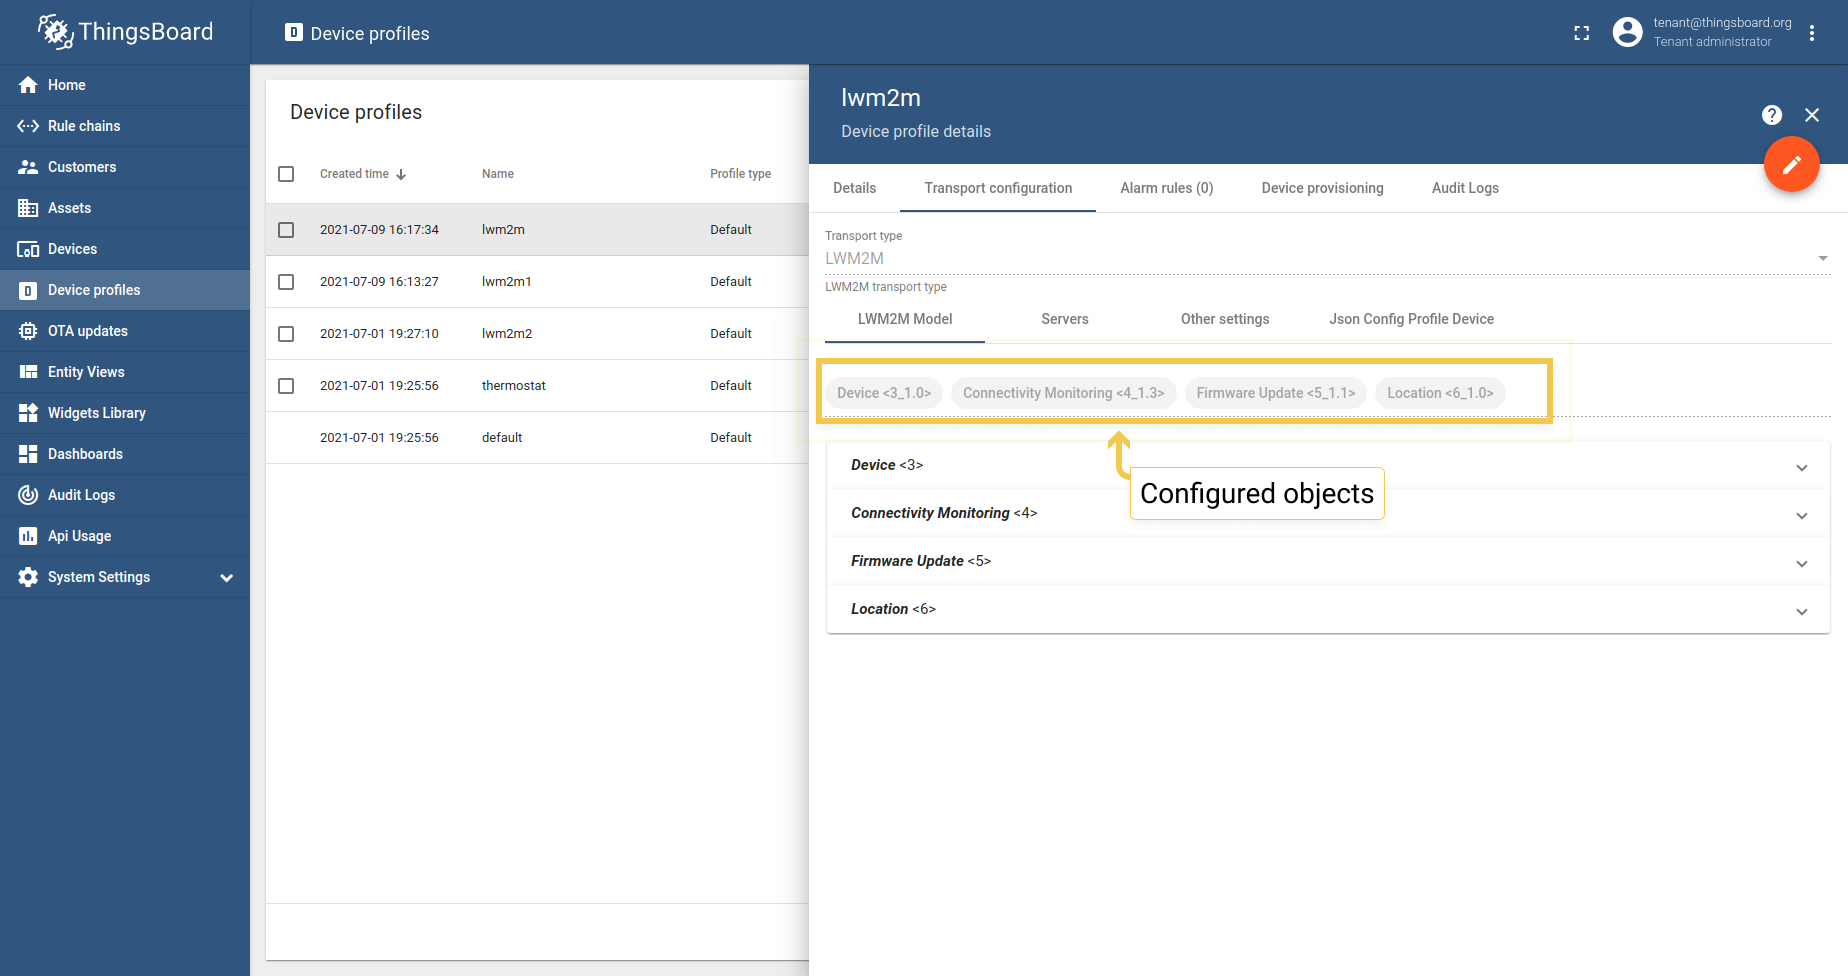 ThingsBoard
Device profiles
tenant@thingsboard.org
Tenant administrator
Home
Rule chains
Customers
Assets
Devices
Device profiles
OTA updates
Entity Views
Widgets Library
Dashboards
Audit Logs
Api Usage
System Settings
Device profiles
Created time Name Profile type
2021-07-09 16:17:34 lwm2m Default
2021-07-09 16:13:27 lwm2m1 Default
2021-07-01 19:27:10 lwm2m2 Default
2021-07-01 19:25:56 thermostat Default
2021-07-01 19:25:56 default Default
lwm2m
Device profile details
Details Transport configuration Alarm rules (0) Device provisioning Audit Logs
Transport type
LWM2M
LWM2M transport type
LWM2M Model Servers Other settings Json Config Profile Device
Device <3_1.0> Connectivity Monitoring <4_1.3> Firmware Update <5_1.1> Location <6_1.0>
Device <3>
Configured objects
Connectivity Monitoring <4>
Firmware Update <5>
Location <6>